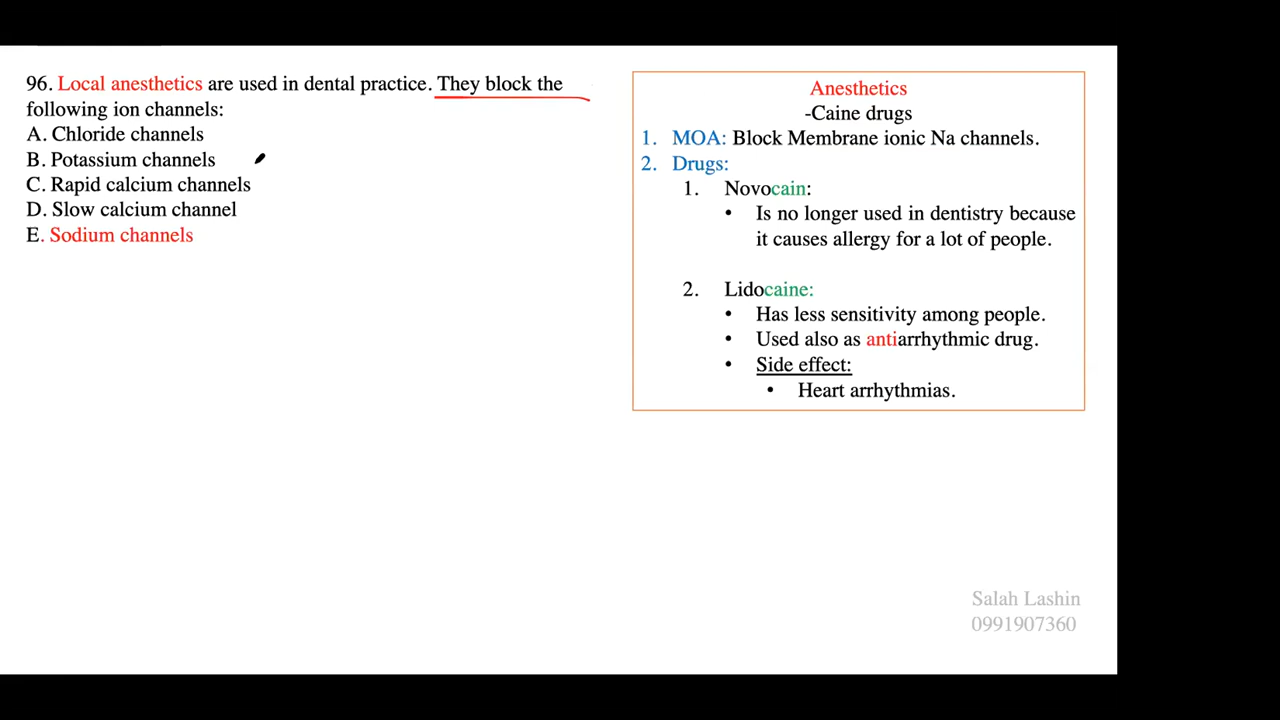 96. Local anesthetics are used in dental practice. They block the
following ion channels:
A. Chloride channels
B. Potassium channels
C. Rapid calcium channels
D. Slow calcium channel
E. Sodium channels
Anesthetics
-Caine drugs
1. MOA: Block Membrane ionic Na channels.
2. Drugs:
1. Novocain:
• Is no longer used in dentistry because
it causes allergy for a lot of people.
2. Lidocaine:
• Has less sensitivity among people.
• Used also as antiarrhythmic drug.
• Side effect:
• Heart arrhythmias.
Salah Lashin
0991907360